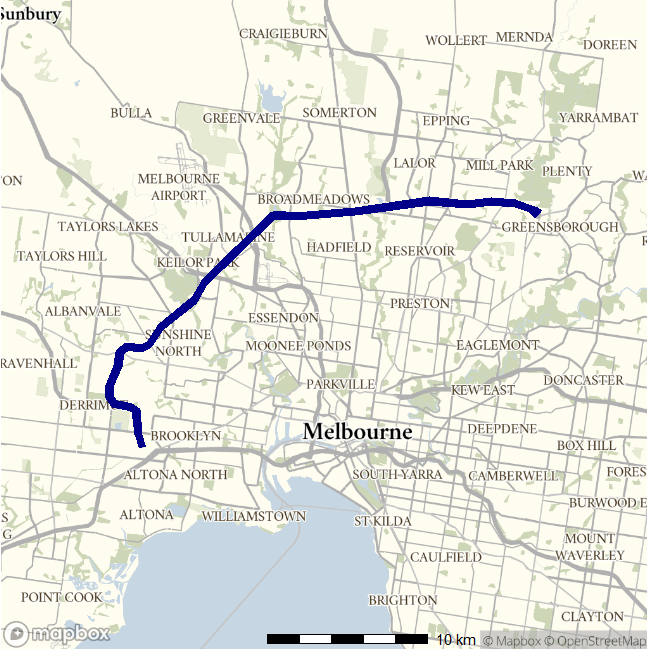 Sunbury
CRAIGIEBURN
WOLLERT
MERNDA
DOOREEN
BULLA
GREENVALE
SOMERTON
EPPING
YARRAMBAT
LALOR
MILL PARK
PLENTY
MELBOURNE
AIRPORT
BROADMEADOWS
TAYLORS LAKES
TULLAMARINE
GREENSBOROUGH
HADFIELD
RESERVOIR
TAYLORS HILL
KEILOR PARK
PRESTON
ALBANVALE
ESSENDON
SUNSHINE
NORTH
MOONEE PONDS
EAGLEMONT
RAVENHALL
PARKVILLE
KEW EAST
DONCASTER
DERRIM
BROOKLYN
Melbourne
DEEPDENE
BOX HILL
ALTONA NORTH
SOUTH YARRA
CAMBERWELL
FORES
ALTONA
WILLIAMSTOWN
ST KILDA
BURWOOD E
MOUNT
WAVERLEY
CAULFIELD
POINT COOK
BRIGHTON
CLAYTON
mapbox
10 km
© Mapbox © OpenStreetMap